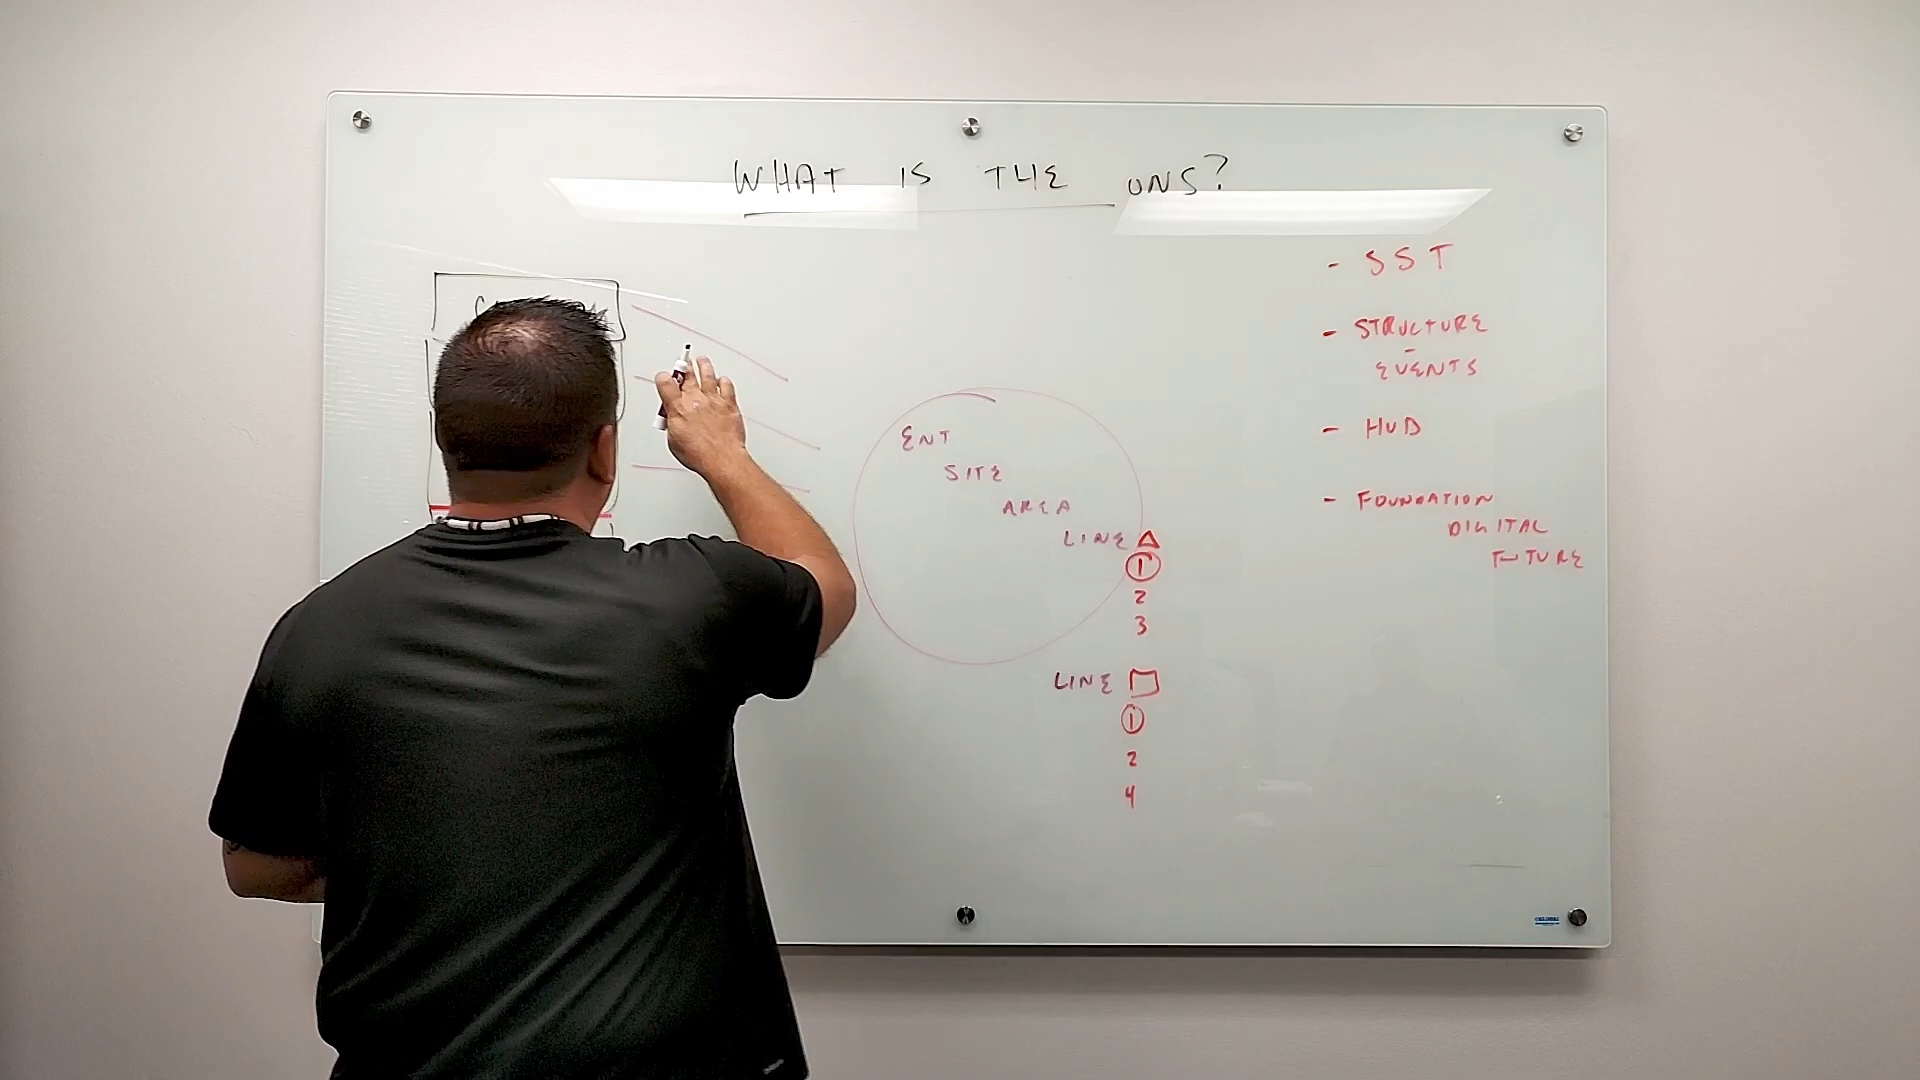 WHAT IS THE UNS?
- SST
- STRUCTURE
- EVENTS
- HUD
- FOUNDATION
DIGITAL
FUTURE
ENT
SITE
AREA
LINE △
①
2
3
LINE □
①
2
4